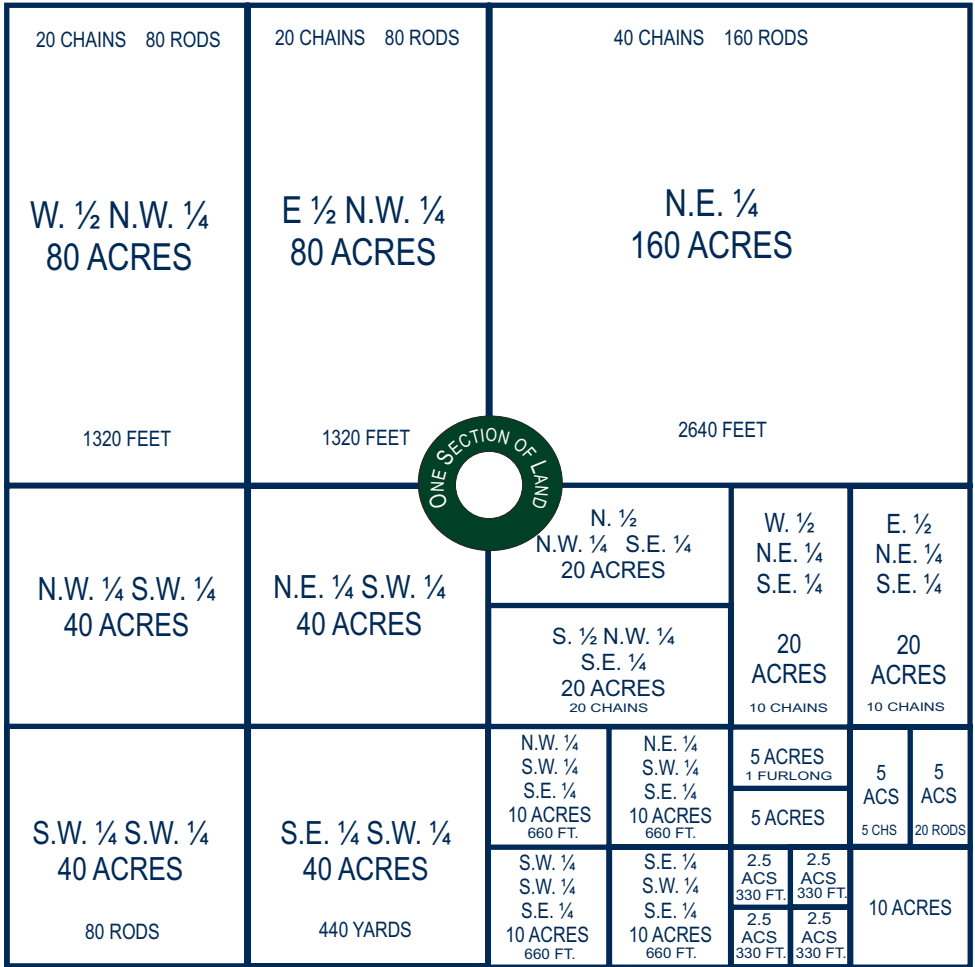 20 CHAINS 80 RODS
W. ½ N.W. ¼
80 ACRES
1320 FEET
20 CHAINS 80 RODS
E ½ N.W. ¼
80 ACRES
1320 FEET
40 CHAINS 160 RODS
N.E. ¼
160 ACRES
2640 FEET
ONE SECTION OF LAND
N.W. ¼ S.W. ¼
40 ACRES
N.E. ¼ S.W. ¼
40 ACRES
N. ½
N.W. ¼ S.E. ¼
20 ACRES
S. ½ N.W. ¼
S.E. ¼
20 ACRES
20 CHAINS
W. ½
N.E. ¼
S.E. ¼
20
ACRES
10 CHAINS
E. ½
N.E. ¼
S.E. ¼
20
ACRES
10 CHAINS
S.W. ¼ S.W. ¼
40 ACRES
80 RODS
S.E. ¼ S.W. ¼
40 ACRES
440 YARDS
N.W. ¼
S.W. ¼
S.E. ¼
10 ACRES
660 FT.
N.E. ¼
S.W. ¼
S.E. ¼
10 ACRES
660 FT.
5 ACRES
1 FURLONG
5 ACRES
5
ACS
5 CHS
5
ACS
20 RODS
S.W. ¼
S.W. ¼
S.E. ¼
10 ACRES
660 FT.
S.E. ¼
S.W. ¼
S.E. ¼
10 ACRES
660 FT.
2.5
ACS
330 FT.
2.5
ACS
330 FT.
2.5
ACS
330 FT.
2.5
ACS
330 FT.
10 ACRES